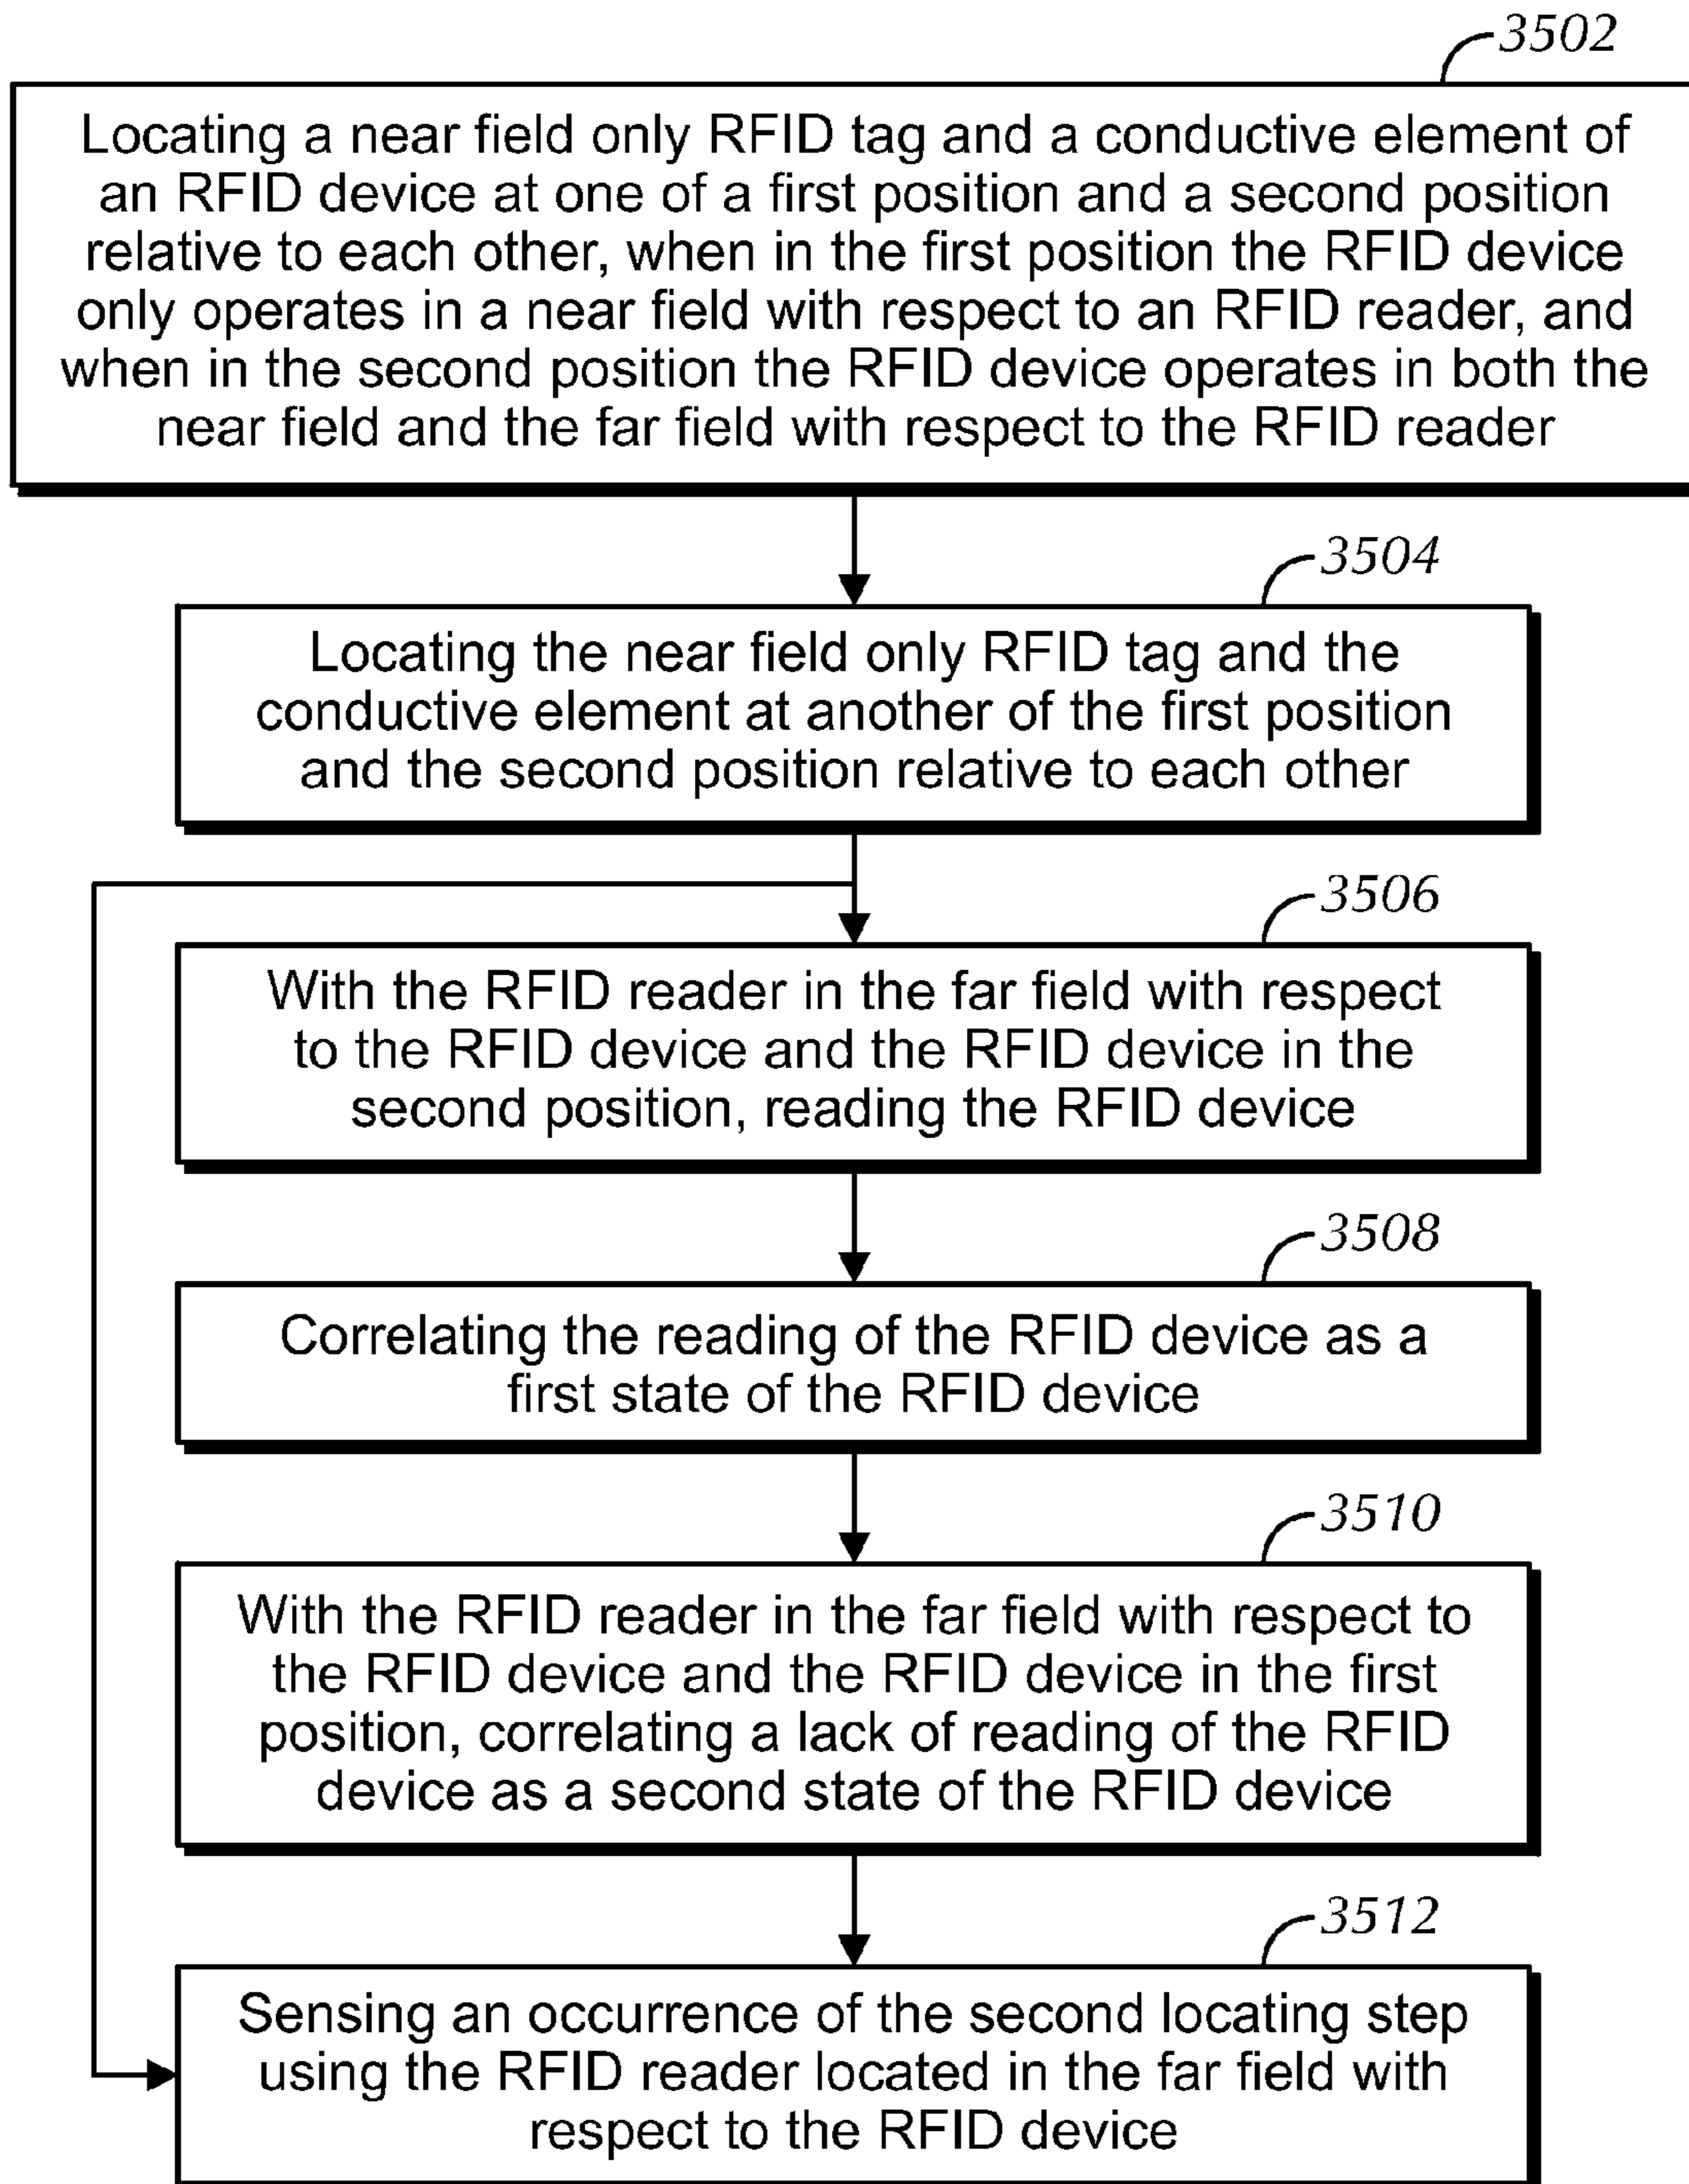 3502
Locating a near field only RFID tag and a conductive element of
an RFID device at one of a first position and a second position
relative to each other, when in the first position the RFID device
only operates in a near field with respect to an RFID reader, and
when in the second position the RFID device operates in both the
near field and the far field with respect to the RFID reader
3504
Locating the near field only RFID tag and the
conductive element at another of the first position
and the second position relative to each other
3506
With the RFID reader in the far field with respect
to the RFID device and the RFID device in the
second position, reading the RFID device
3508
Correlating the reading of the RFID device as a
first state of the RFID device
3510
With the RFID reader in the far field with respect to
the RFID device and the RFID device in the first
position, correlating a lack of reading of the RFID
device as a second state of the RFID device
3512
Sensing an occurrence of the second locating step
using the RFID reader located in the far field with
respect to the RFID device